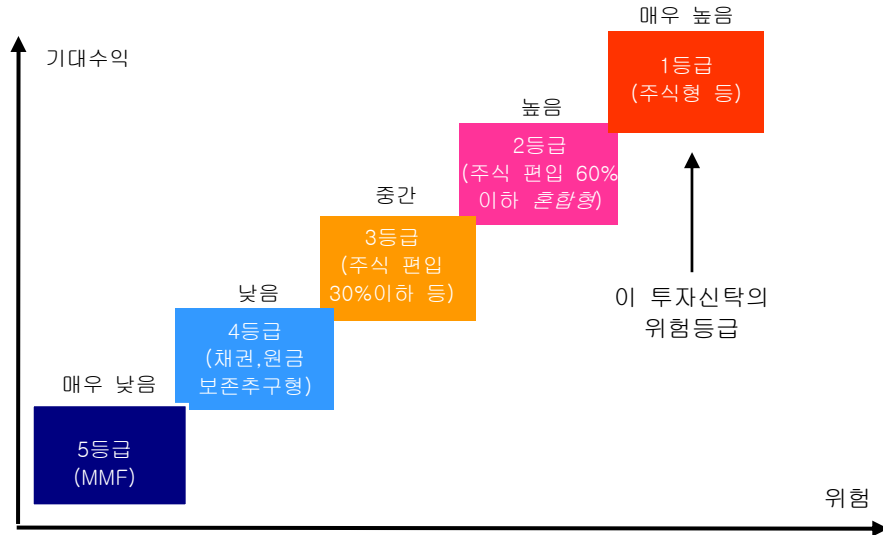 매우 높음
기대수익
1등급
(주식형 등)
높음
2등급
(주식 편입 60%
이하 혼합형)
중간
3등급
(주식 편입
30%이하 등)
이 투자신탁의
위험등급
낮음
4등급
(채권,원금
보존추구형)
매우 낮음
5등급
(MMF)
위험